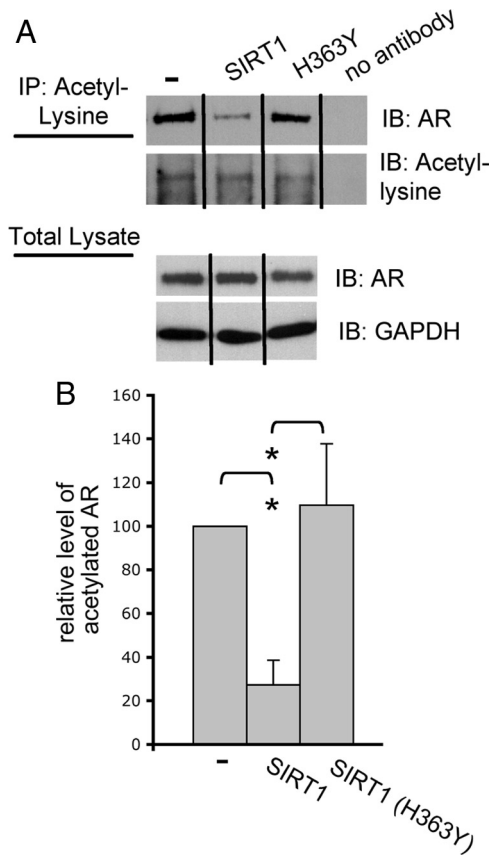 A
- SIRT1 H363Y no antibody
IP: Acetyl-
Lysine
IB: AR
IB: Acetyl-
lysine
Total Lysate
IB: AR
IB: GAPDH
B
160
140
120
100
80
60
40
20
0
relative level of
acetylated AR
*
*
- SIRT1 SIRT1 (H363Y)